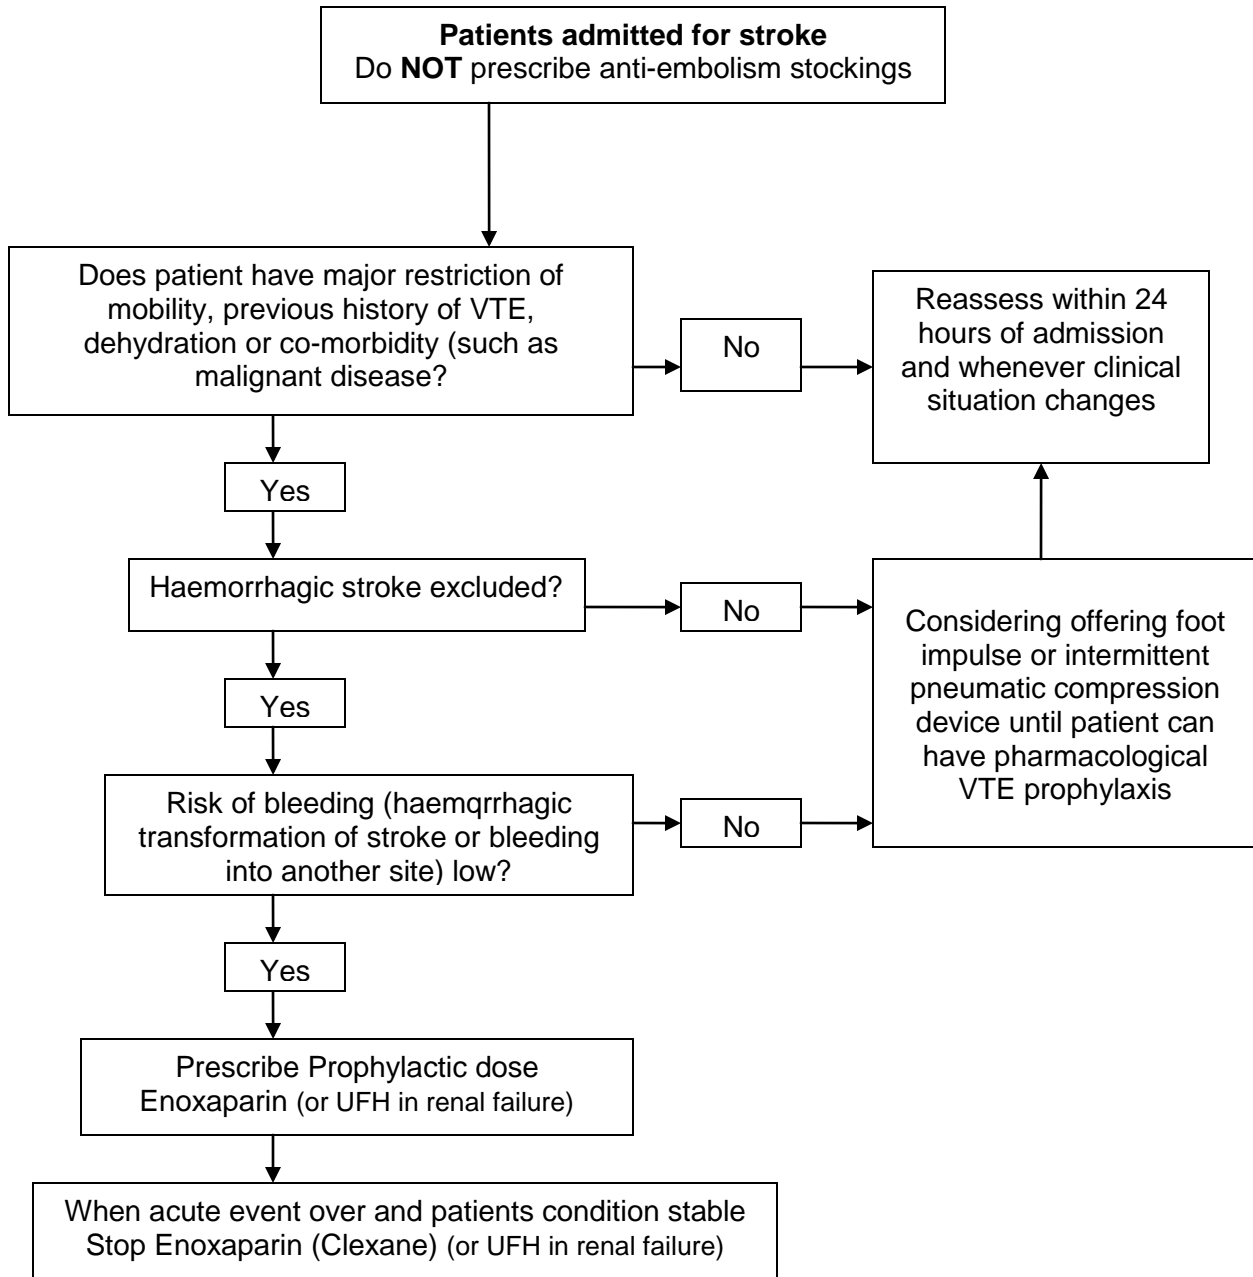 Patients admitted for stroke
Do NOT prescribe anti-embolism stockings
Does patient have major restriction of
mobility, previous history of VTE,
dehydration or co-morbidity (such as
malignant disease?
No
Reassess within 24
hours of admission
and whenever clinical
situation changes
Yes
Haemorrhagic stroke excluded?
No
Considering offering foot
impulse or intermittent
pneumatic compression
device until patient can
have pharmacological
VTE prophylaxis
Yes
Risk of bleeding (haemqrrhagic
transformation of stroke or bleeding
into another site) low?
No
Yes
Prescribe Prophylactic dose
Enoxaparin (or UFH in renal failure)
When acute event over and patients condition stable
Stop Enoxaparin (Clexane) (or UFH in renal failure)